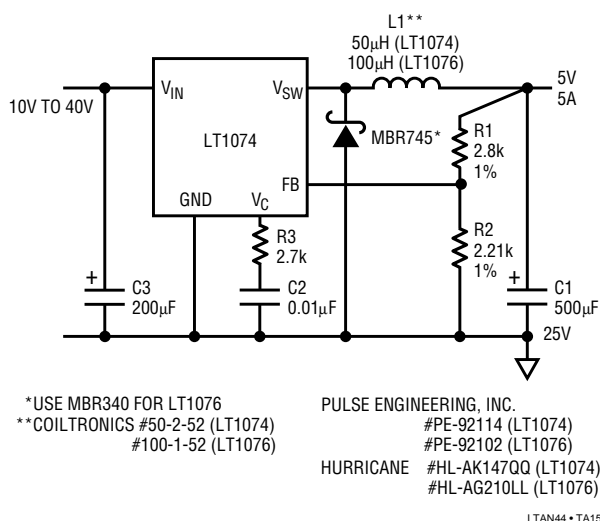 L1**
50μH (LT1074)
100μH (LT1076)
10V TO 40V
VIN
VSW
5V
5A
LT1074
MBR745*
R1
2.8k
1%
FB
GND
VC
R3
2.7k
R2
2.21k
1%
+
C3
200μF
C2
0.01μF
+
C1
500μF
25V
*USE MBR340 FOR LT1076
**COILTRONICS #50-2-52 (LT1074)
#100-1-52 (LT1076)
PULSE ENGINEERING, INC.
#PE-92114 (LT1074)
#PE-92102 (LT1076)
HURRICANE #HL-AK147QQ (LT1074)
#HL-AG210LL (LT1076)
LTAN44 • TA15